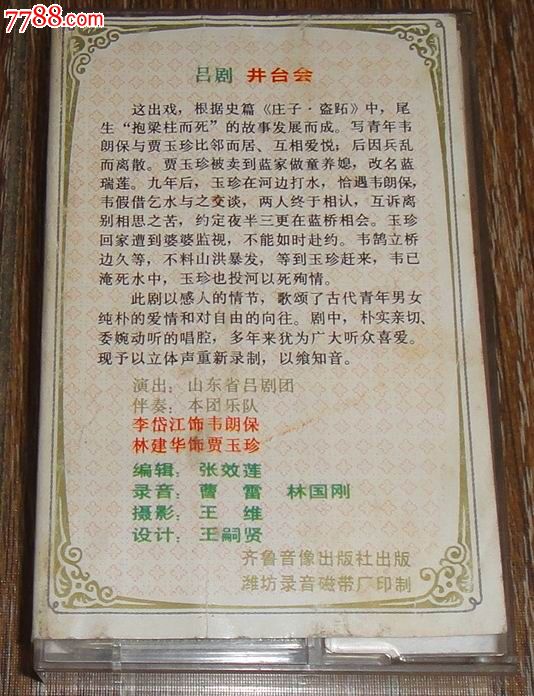 7788.com
吕剧 井台会
这出戏，根据史篇《庄子·盗跖》中，尾
生“抱梁柱而死”的故事发展而成。写青年韦
朗保与贾玉珍比邻而居、互相爱悦；后因兵乱
而离散。贾玉珍被卖到蓝家做童养媳，改名蓝
瑞莲。九年后，玉珍在河边打水，恰遇韦朗保，
韦假借乞水与之交谈，两人终于相认，互诉离
别相思之苦，约定夜半三更在蓝桥相会。玉珍
回家遭到婆婆监视，不能如时赴约。韦鹄立桥
边久等，不料山洪暴发，等到玉珍赶来，韦已
淹死水中，玉珍也投河以死殉情。
此剧以感人的情节，歌颂了古代青年男女
纯朴的爱情和对自由的向往。剧中，朴实亲切、
委婉动听的唱腔，多年来犹为广大听众喜爱。
现予以立体声重新录制，以飨知音。
演出：山东省吕剧团
伴奏：本团乐队
李岱江饰韦朗保
林建华饰贾玉珍
编辑：张效莲
录音：曹 雷 林国刚
摄影：王 维
设计：王嗣贤
齐鲁音像出版社出版
潍坊录音磁带厂印制